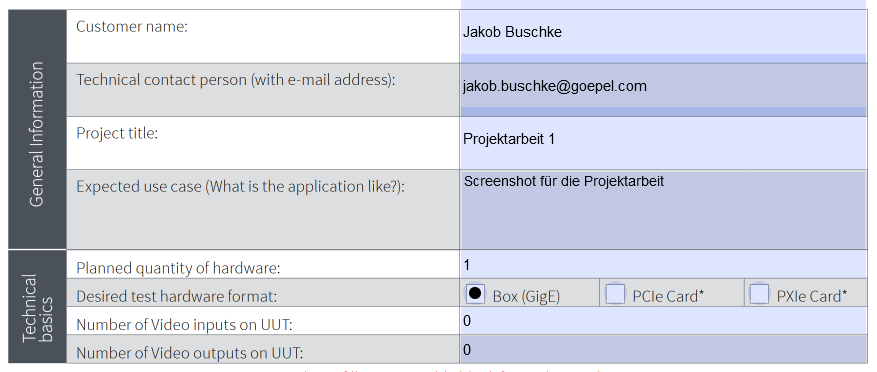 General Information
Customer name:
Jakob Buschke
Technical contact person (with e-mail address):
jakob.buschke@goepel.com
Project title:
Projektarbeit 1
Expected use case (What is the application like?):
Screenshot für die Projektarbeit
Technical
basics
Planned quantity of hardware:
1
Desired test hardware format:
Box (GigE)
PCIe Card*
PXIe Card*
Number of Video inputs on UUT:
0
Number of Video outputs on UUT:
0